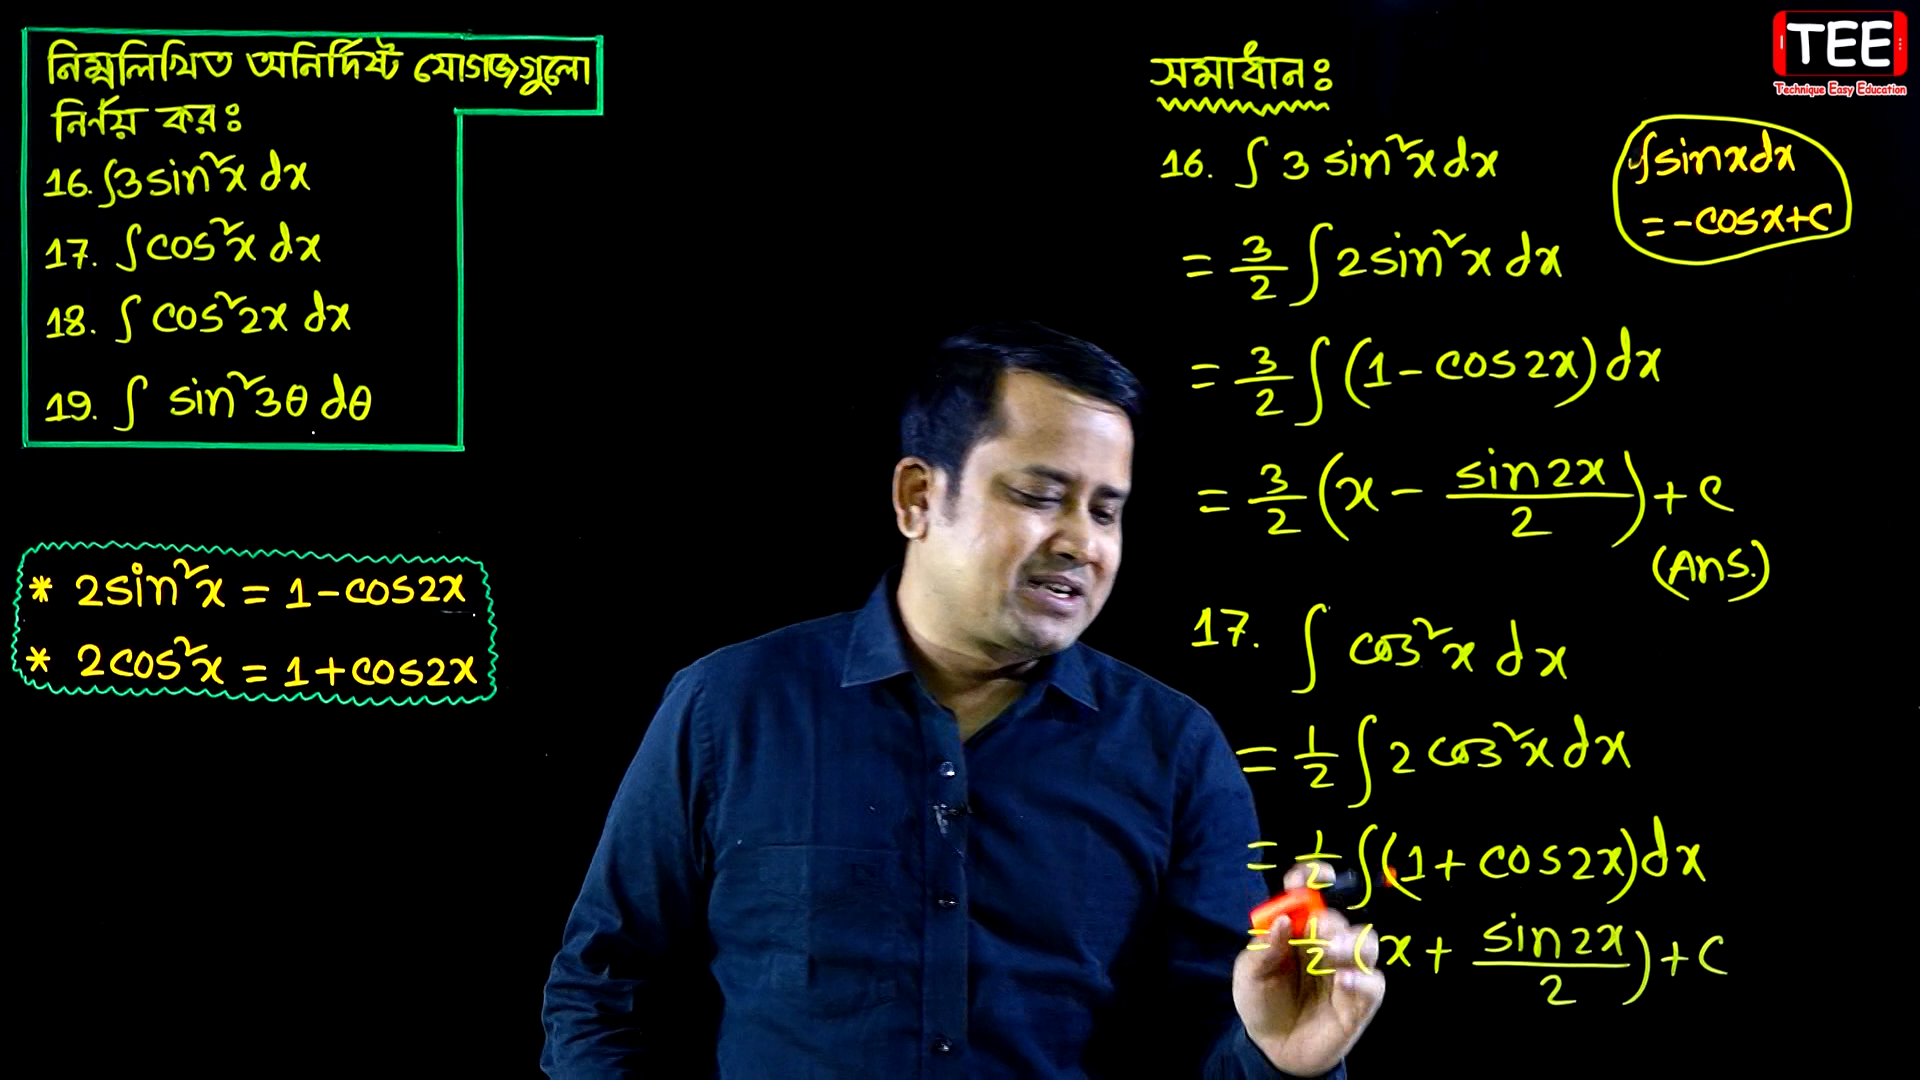 নিম্নলিখিত অনির্দিষ্ট যোগজগুলো
নির্ণয় করঃ
16. ∫3sin²x dx
17. ∫cos²x dx
18. ∫ cos²2x dx
19. ∫ sin²3θ dθ
* 2sin²x = 1-cos2x
* 2cos²x = 1+cos2x
সমাধানঃ
16. ∫ 3 sin²x dx
= 3/2 ∫ 2sin²x dx
= 3/2 ∫ (1 - cos2x) dx
= 3/2 (x - sin2x/2) + c
(Ans.)
17. ∫ cos²x dx
= 1/2 ∫ 2 cos²x dx
= 1/2 ∫ (1 + cos2x) dx
= 1/2 (x + sin2x/2) + c
∫sinxdx
= -cosx+c
TEE
Technique Easy Education